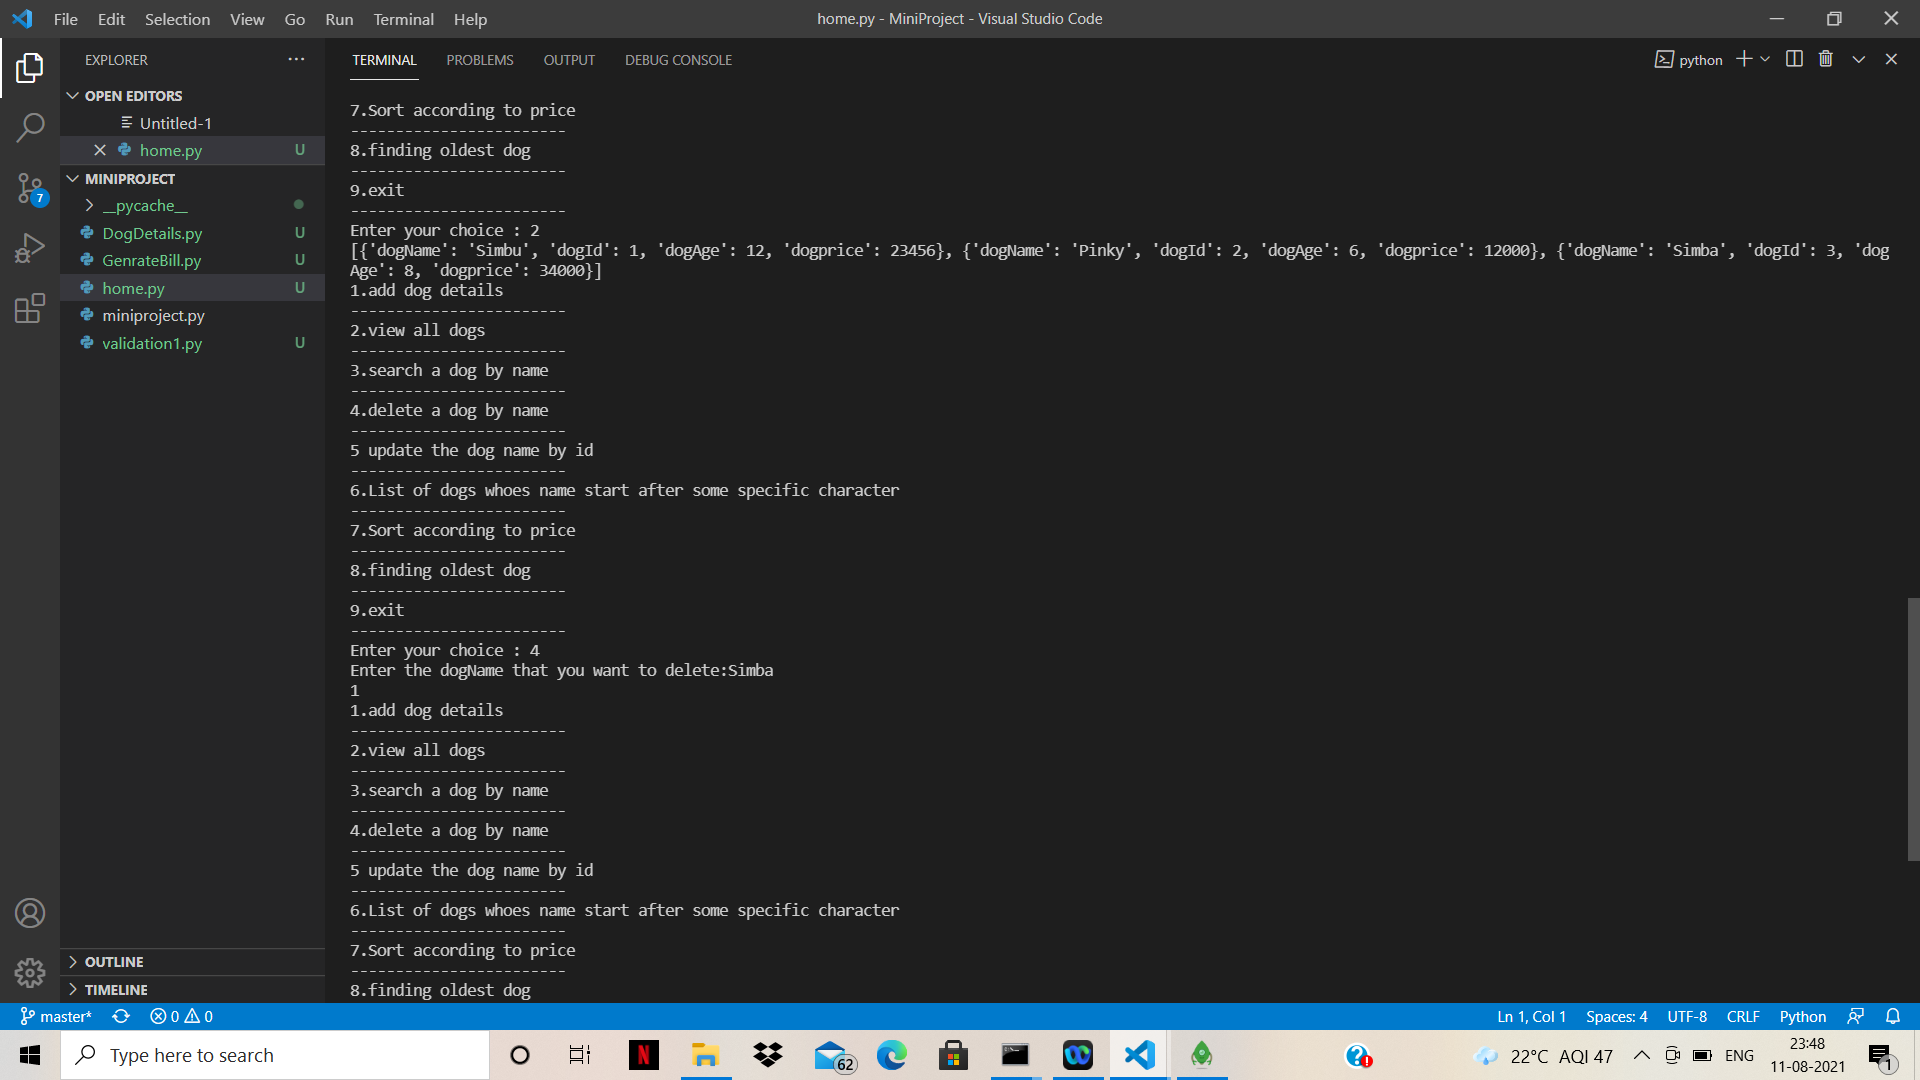 File Edit Selection View Go Run Terminal Help
home.py - MiniProject - Visual Studio Code
EXPLORER
OPEN EDITORS
Untitled-1
home.py U
MINIPROJECT
__pycache__
DogDetails.py U
GenrateBill.py U
home.py U
miniproject.py
validation1.py U
OUTLINE
TIMELINE
7
TERMINAL PROBLEMS OUTPUT DEBUG CONSOLE
python
7.Sort according to price
------------------------
8.finding oldest dog
------------------------
9.exit
------------------------
Enter your choice : 2
[{'dogName': 'Simbu', 'dogId': 1, 'dogAge': 12, 'dogprice': 23456}, {'dogName': 'Pinky', 'dogId': 2, 'dogAge': 6, 'dogprice': 12000}, {'dogName': 'Simba', 'dogId': 3, 'dog
Age': 8, 'dogprice': 34000}]
1.add dog details
------------------------
2.view all dogs
------------------------
3.search a dog by name
------------------------
4.delete a dog by name
------------------------
5 update the dog name by id
------------------------
6.List of dogs whoes name start after some specific character
------------------------
7.Sort according to price
------------------------
8.finding oldest dog
------------------------
9.exit
------------------------
Enter your choice : 4
Enter the dogName that you want to delete:Simba
1
1.add dog details
------------------------
2.view all dogs
------------------------
3.search a dog by name
------------------------
4.delete a dog by name
------------------------
5 update the dog name by id
------------------------
6.List of dogs whoes name start after some specific character
------------------------
7.Sort according to price
------------------------
8.finding oldest dog
master* 0 0
Ln 1, Col 1 Spaces: 4 UTF-8 CRLF Python
Type here to search
N
62
22°C AQI 47
ENG
23:48
11-08-2021
1